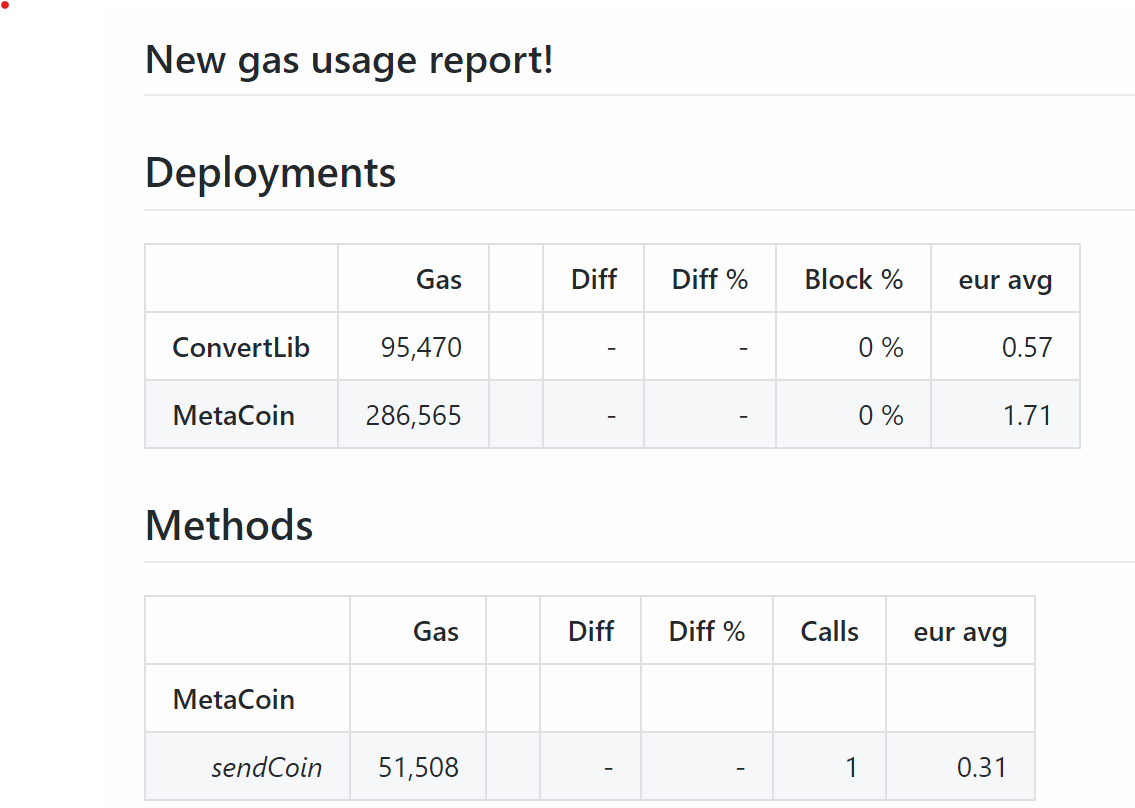 New gas usage report!
Deployments
Gas Diff Diff % Block % eur avg
ConvertLib 95,470 - - 0 % 0.57
MetaCoin 286,565 - - 0 % 1.71
Methods
Gas Diff Diff % Calls eur avg
MetaCoin
sendCoin 51,508 - - 1 0.31